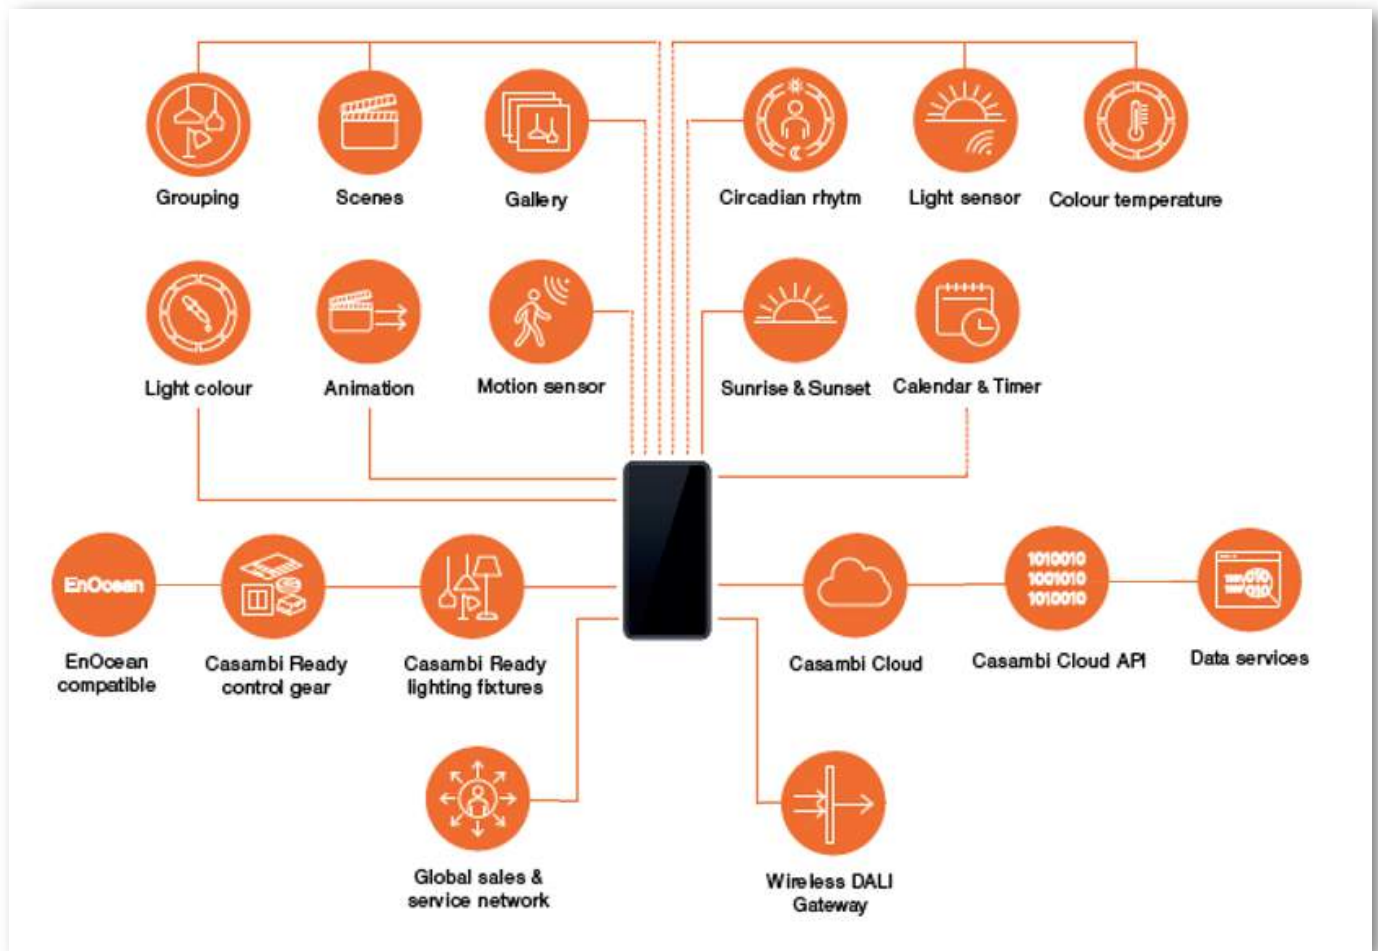 Grouping
Scenes
Gallery
Circadian rhytm
Light sensor
Colour temperature
Light colour
Animation
Motion sensor
Sunrise & Sunset
Calendar & Timer
EnOcean
1010010
1001010
1010010
EnOcean
compatible
Casambi Ready
control gear
Casambi Ready
lighting fixtures
Casambi Cloud
Casambi Cloud API
Data services
Global sales &
service network
Wireless DALI
Gateway